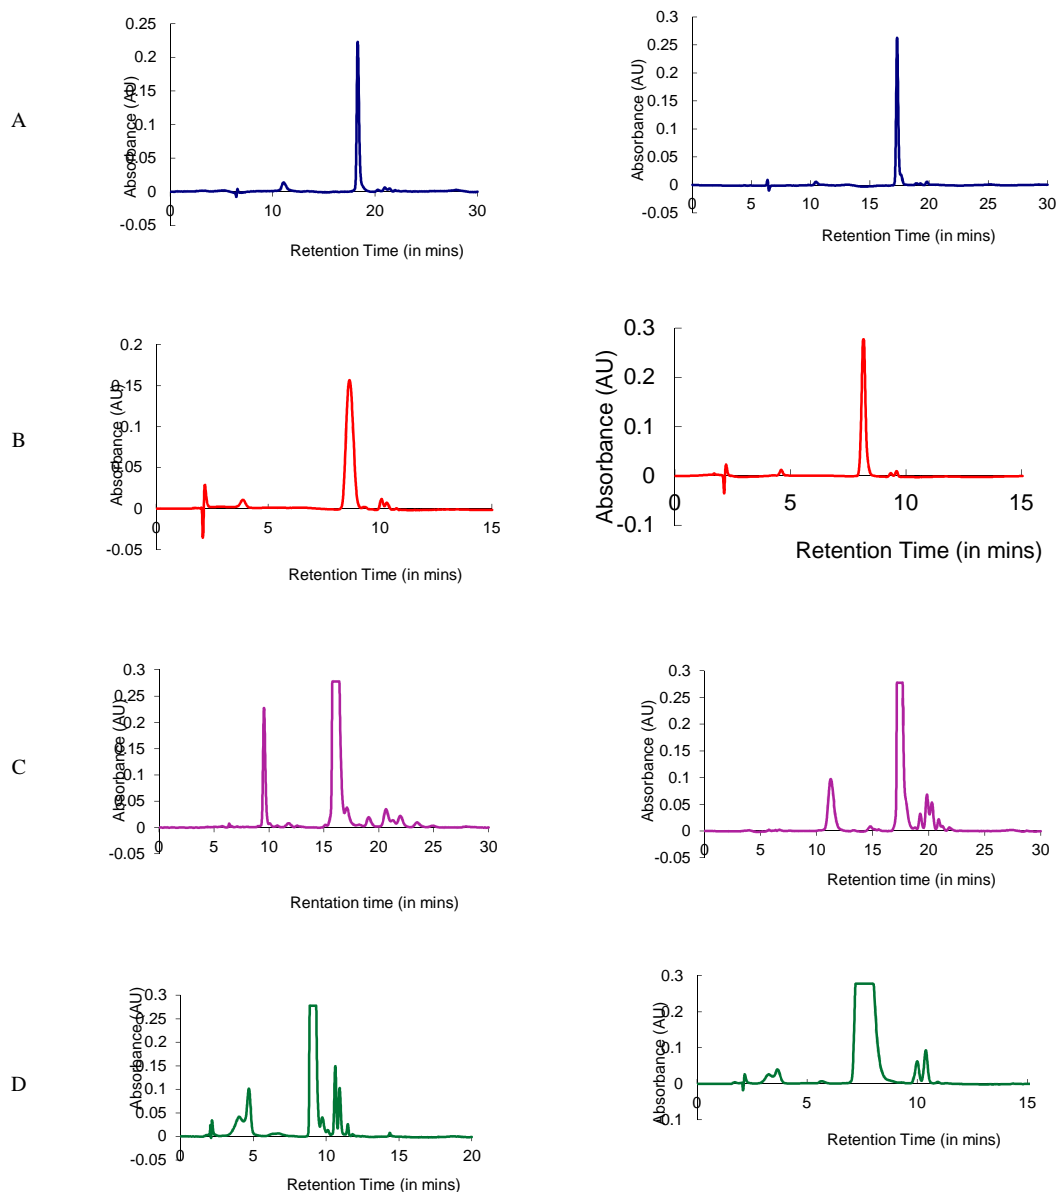 A
Absorbance (AU)
0.25
0.2
0.15
0.1
0.05
0
-0.05
0 10 20 30
Retention Time (in mins)
Absorbance (AU)
0.3
0.25
0.2
0.15
0.1
0.05
0
-0.05
0 5 10 15 20 25 30
Retention Time (in mins)
B
Absorbance (AU)
0.2
0.15
0.1
0.05
0
-0.05
0 5 10 15
Retention Time (in mins)
Absorbance (AU)
0.3
0.2
0.1
0
-0.1
0 5 10 15
Retention Time (in mins)
C
Absorbance (AU)
0.3
0.25
0.2
0.15
0.1
0.05
0
-0.05
0 5 10 15 20 25 30
Rentation time (in mins)
Absorbance (AU)
0.3
0.25
0.2
0.15
0.1
0.05
0
-0.05
0 5 10 15 20 25 30
Retention time (in mins)
D
Absorbance (AU)
0.3
0.25
0.2
0.15
0.1
0.05
0
-0.05
0 5 10 15 20
Retention Time (in mins)
Absorbance (AU)
0.3
0.2
0.1
0
-0.1
0 5 10 15
Retention Time (in mins)